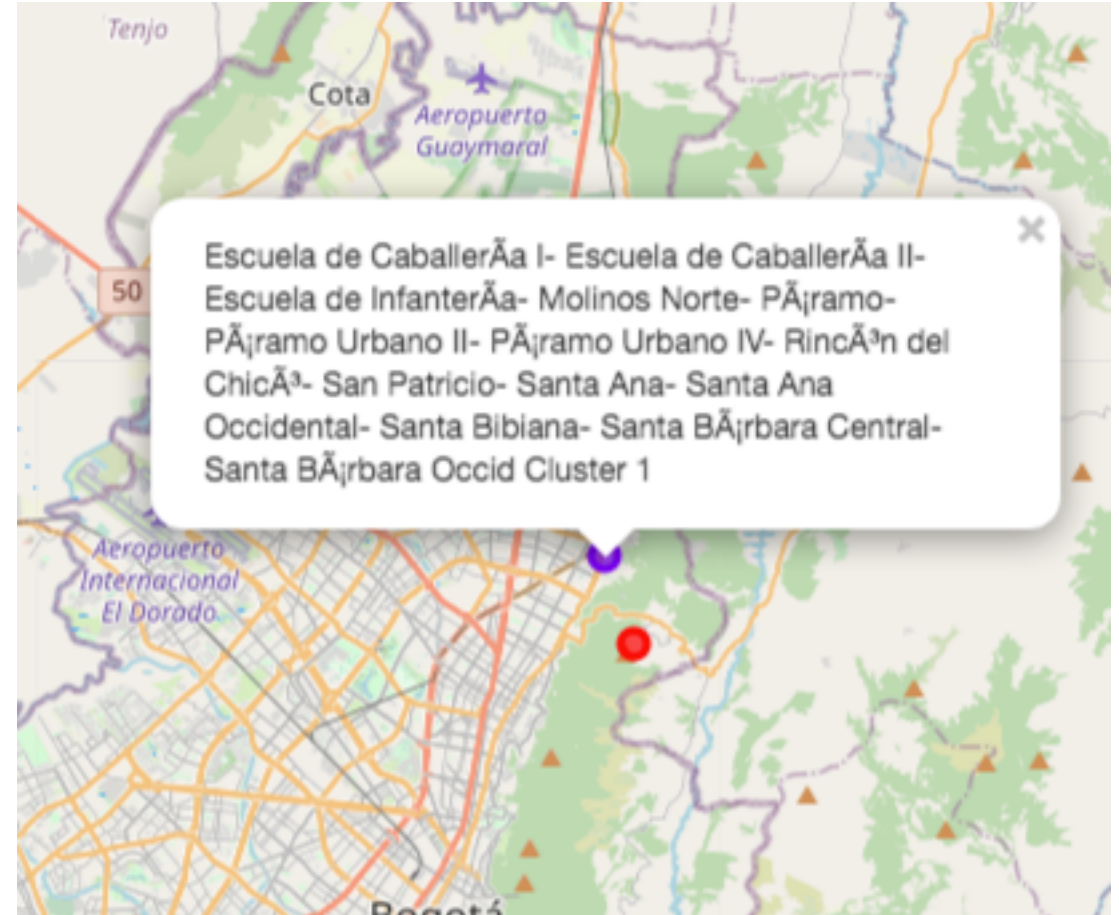 Tenjo
Cota
Aeropuerto
Guaymaral
50
Escuela de CaballerÃa I- Escuela de CaballerÃa II-
Escuela de InfanterÃa- Molinos Norte- PÃ¡ramo-
PÃ¡ramo Urbano II- PÃ¡ramo Urbano IV- RincÃ³n del
ChicÃ³- San Patricio- Santa Ana- Santa Ana
Occidental- Santa Bibiana- Santa BÃ¡rbara Central-
Santa BÃ¡rbara Occid Cluster 1
×
Aeropuerto
Internacional
El Dorado
Bogotá